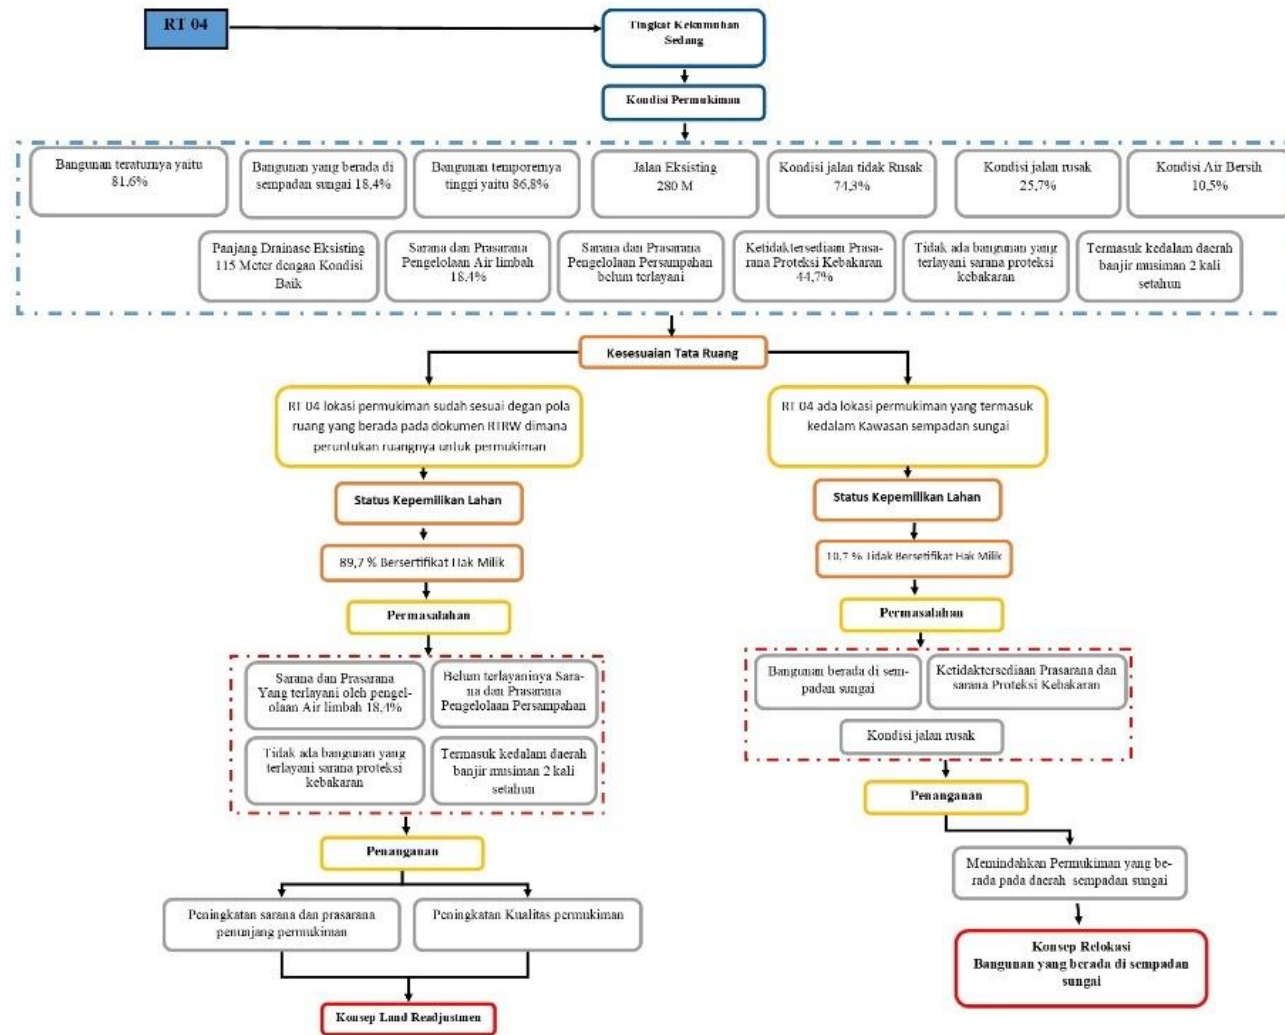 RT 04
Tingkat Kekumuhan
Sedang
Kondisi Permukiman
Bangunan teraturnya yaitu
81,6%
Bangunan yang berada di
sempadan sungai 18,4%
Bangunan temporernya
tinggi yaitu 86,8%
Jalan Eksisting
280 M
Kondisi jalan tidak Rusak
74,3%
Kondisi jalan rusak
25,7%
Kondisi Air Bersih
10,5%
Panjang Drainase Eksisting
115 Meter dengan Kondisi
Baik
Sarana dan Prasarana
Pengelolaan Air limbah
18.4%
Sarana dan Prasarana
Pengelolaan Persampahan
belum terlayani
Ketidaktersediaan Prasa-
rana Proteksi Kebakaran
44,7%
Tidak ada bangunan yang
terlayani sarana proteksi
kebakaran
Termasuk kedalam daerah
banjir musiman 2 kali
setahun
Kesesuaian Tata Ruang
RT 04 lokasi permukiman sudah sesuai degan pola
ruang yang berada pada dokumen RTRW dimana
peruntukan ruangnya untuk permukiman
Status Kepemilikan Lahan
89,7 % Bersertifikat Hak Milik
Permasalahan
Sarana dan Prasarana
Yang terlayani oleh pengel-
olaan Air limbah 18,4%
Belum terlayaninya Sara-
na dan Prasarana
Pengelolaan Persampahan
Tidak ada bangunan yang
terlayani sarana proteksi
kebakaran
Termasuk kedalam daerah
banjir musiman 2 kali
setahun
Penanganan
Peningkatan sarana dan prasarana
penunjang permukiman
Peningkatan Kualitas permukiman
Konsep Land Readjustmen
RT 04 ada lokasi permukiman yang termasuk
kedalam Kawasan sempadan sungai
Status Kepemilikan Lahan
10,7 % Tidak Bersetifikat Hak Milik
Permasalahan
Bangunan berada di sem-
padan sungai
Ketidaktersediaan Prasarana dan
sarana Proteksi Kebakaran
Kondisi jalan rusak
Penanganan
Memindahkan Permukiman yang be-
rada pada daerah sempadan sungai
Konsep Relokasi
Bangunan yang berada di sempadan
sungai